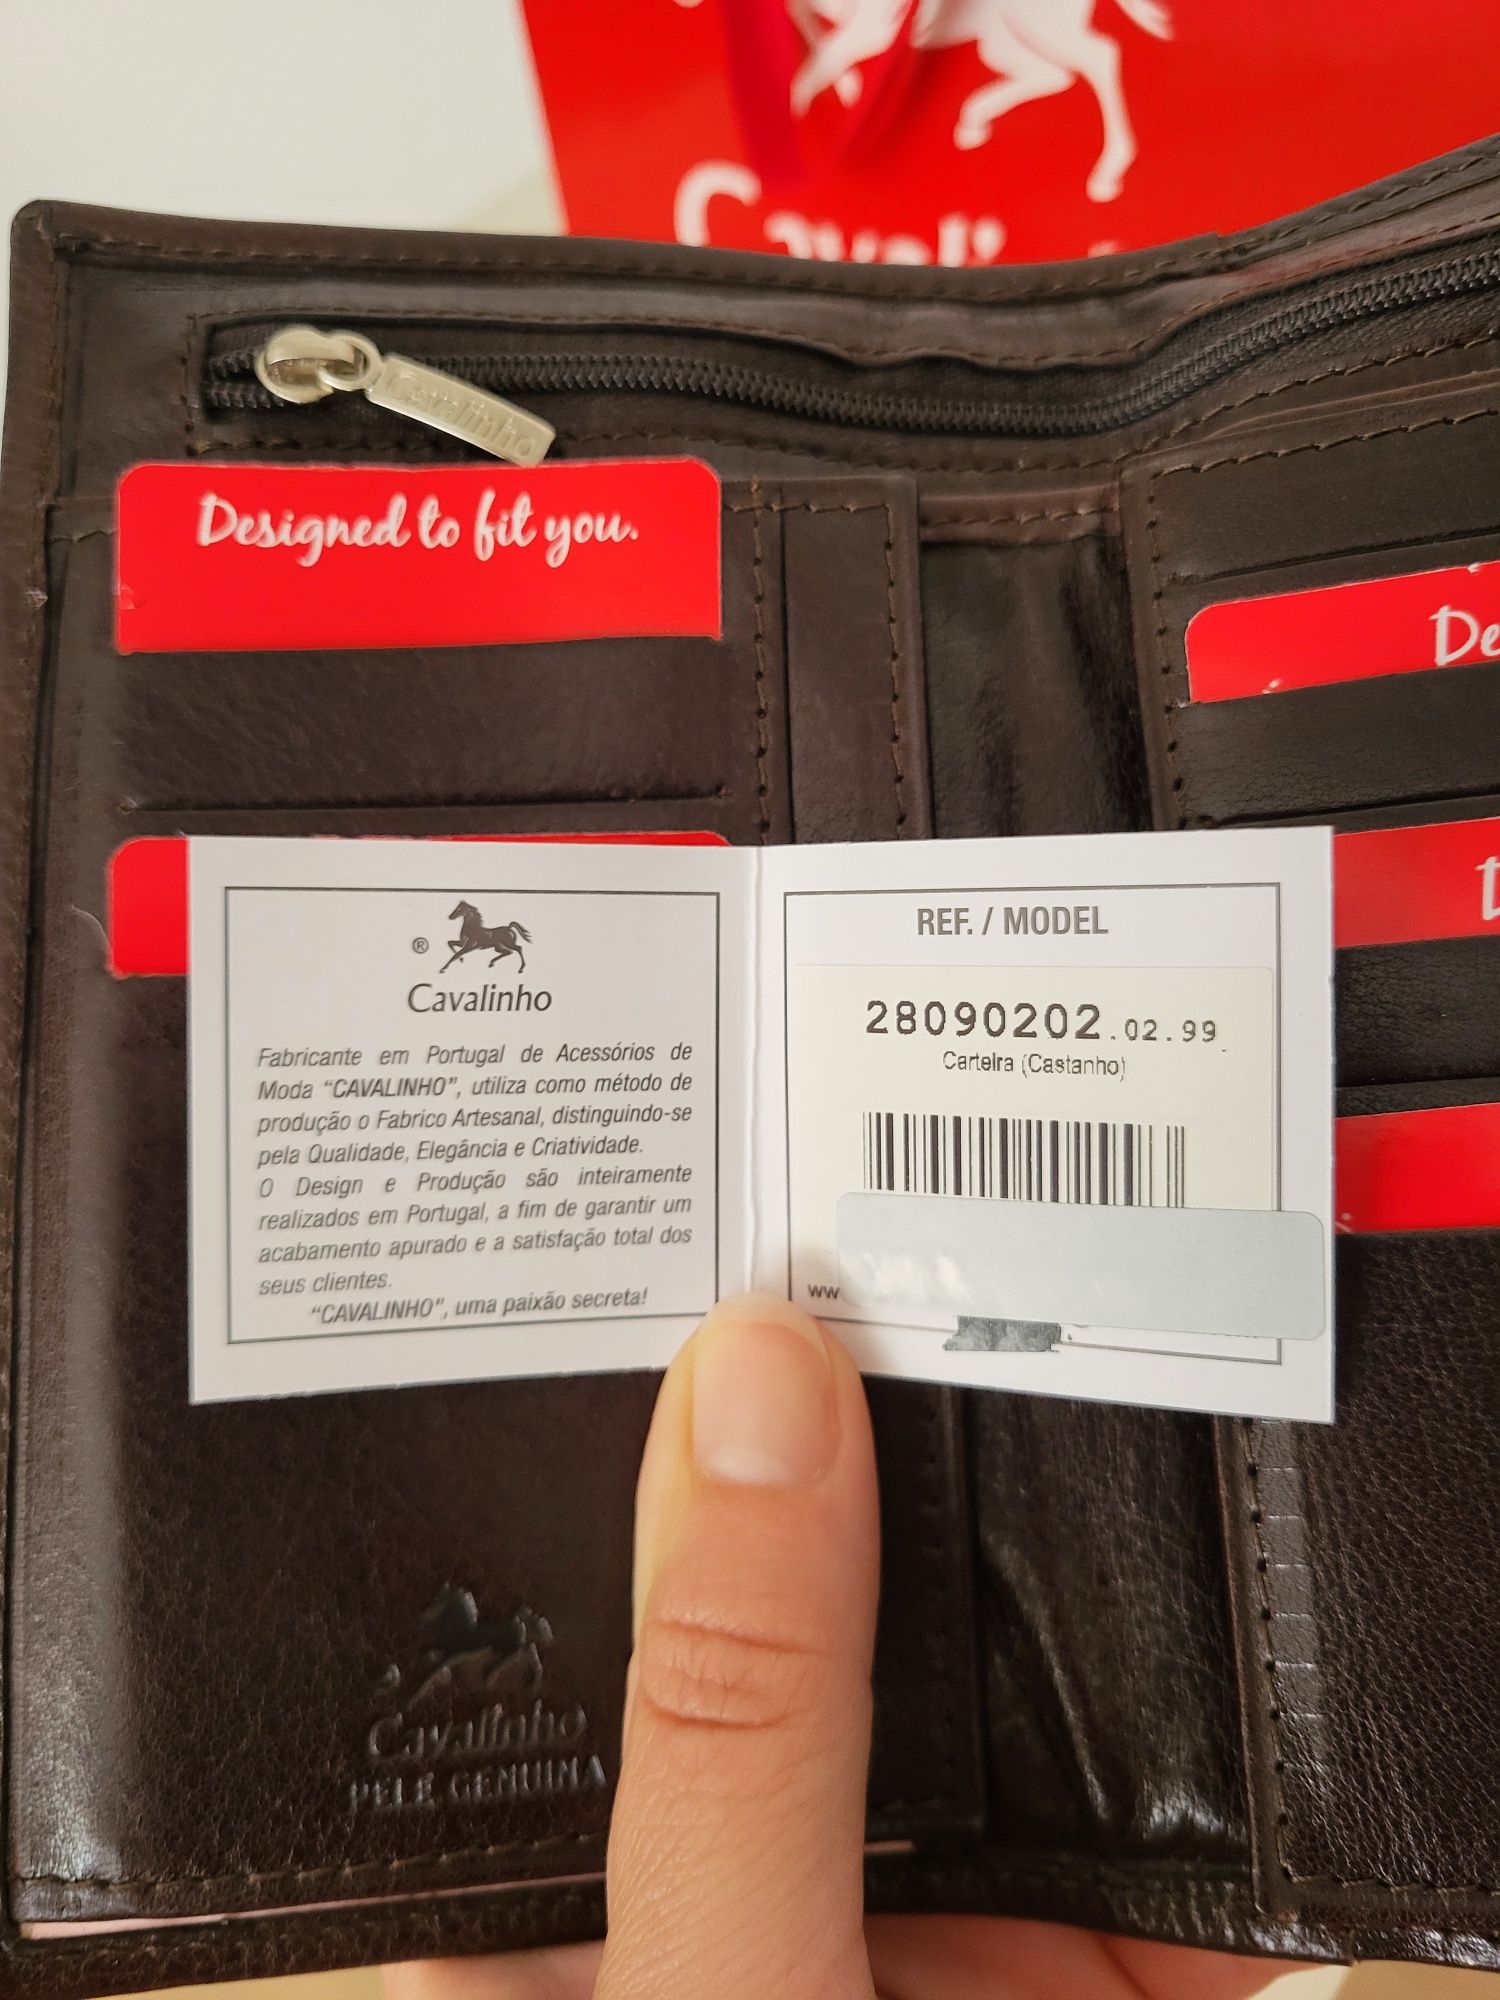 Cavalinho
Designed to fit you.
De
D
®
Cavalinho
Fabricante em Portugal de Acessórios de
Moda “CAVALINHO”, utiliza como método de
produção o Fabrico Artesanal, distinguindo-se
pela Qualidade, Elegância e Criatividade.
O Design e Produção são inteiramente
realizados em Portugal, a fim de garantir um
acabamento apurado e a satisfação total dos
seus clientes.
“CAVALINHO”, uma paixão secreta!
REF. / MODEL
28090202.02.99
Carteira (Castanho)
ww
Cavalinho
PELE GENUINA